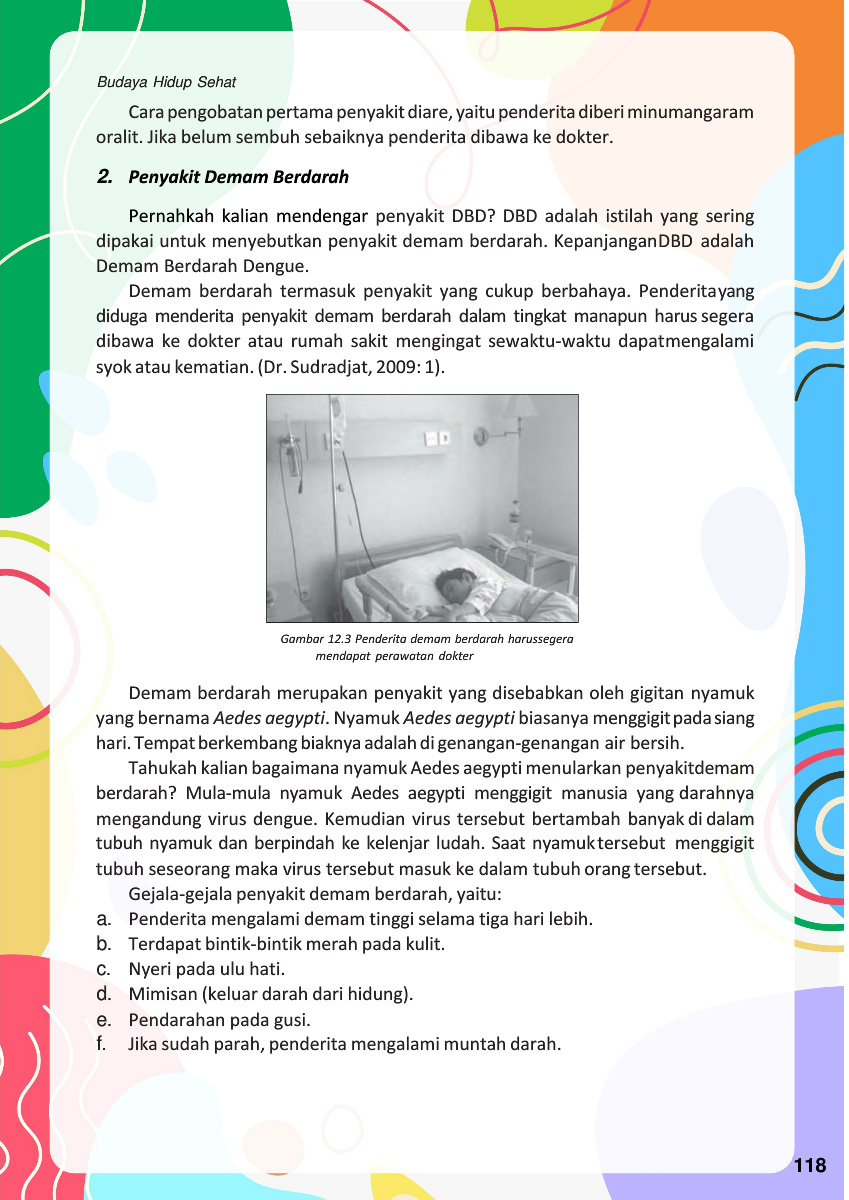 Budaya Hidup Sehat
Cara pengobatan pertama penyakit diare, yaitu penderita diberi minumangaram
oralit. Jika belum sembuh sebaiknya penderita dibawa ke dokter.
2. Penyakit Demam Berdarah
Pernahkah kalian mendengar penyakit DBD? DBD adalah istilah yang sering
dipakai untuk menyebutkan penyakit demam berdarah. KepanjanganDBD adalah
Demam Berdarah Dengue.
Demam berdarah termasuk penyakit yang cukup berbahaya. Penderitayang
diduga menderita penyakit demam berdarah dalam tingkat manapun harus segera
dibawa ke dokter atau rumah sakit mengingat sewaktu-waktu dapatmengalami
syok atau kematian. (Dr. Sudradjat, 2009: 1).
Gambar 12.3 Penderita demam berdarah harussegera
mendapat perawatan dokter
Demam berdarah merupakan penyakit yang disebabkan oleh gigitan nyamuk
yang bernama Aedes aegypti. Nyamuk Aedes aegypti biasanya menggigit pada siang
hari. Tempat berkembang biaknya adalah di genangan-genangan air bersih.
Tahukah kalian bagaimana nyamuk Aedes aegypti menularkan penyakitdemam
berdarah? Mula-mula nyamuk Aedes aegypti menggigit manusia yang darahnya
mengandung virus dengue. Kemudian virus tersebut bertambah banyak di dalam
tubuh nyamuk dan berpindah ke kelenjar ludah. Saat nyamuk tersebut menggigit
tubuh seseorang maka virus tersebut masuk ke dalam tubuh orang tersebut.
Gejala-gejala penyakit demam berdarah, yaitu:
a. Penderita mengalami demam tinggi selama tiga hari lebih.
b. Terdapat bintik-bintik merah pada kulit.
c. Nyeri pada ulu hati.
d. Mimisan (keluar darah dari hidung).
e. Pendarahan pada gusi.
f. Jika sudah parah, penderita mengalami muntah darah.
118